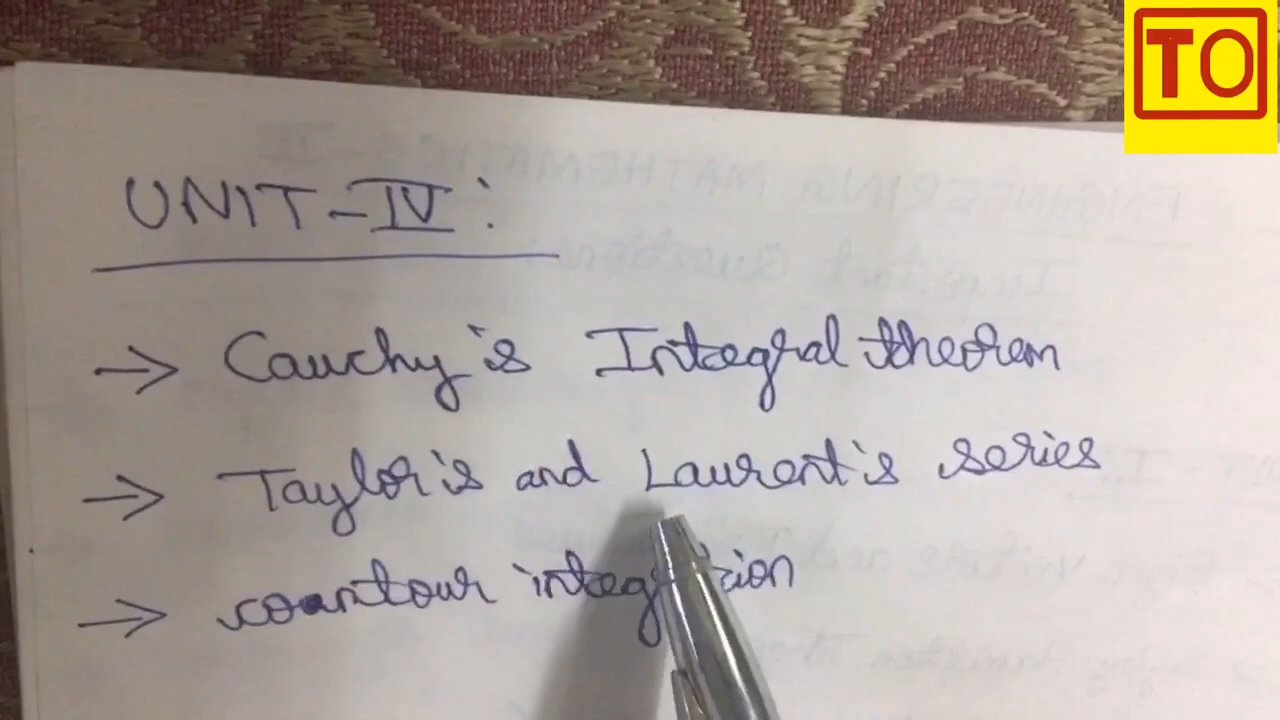 TO
UNIT-IV:
→ Cauchy's Integral theorem
→ Taylor's and Laurent's series
→ contour integration